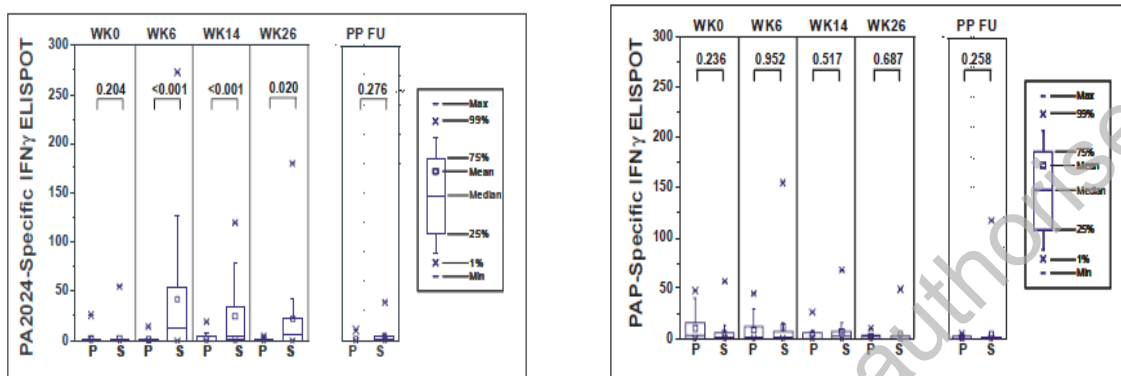 WK0 WK6 WK14 WK26 PP FU
PA2024-Specific IFNγ ELISPOT
300
250
200
150
100
50
0
0.204 <0.001 <0.001 0.020 0.276
P S P S P S P S P S
Max
99%
75%
Mean
Median
25%
1%
Min
WK0 WK6 WK14 WK26 PP FU
PAP-Specific IFNγ ELISPOT
300
250
200
150
100
50
0
0.236 0.952 0.517 0.687 0.258
P S P S P S P S P S
Max
99%
75%
Mean
Median
25%
1%
Min
authorise